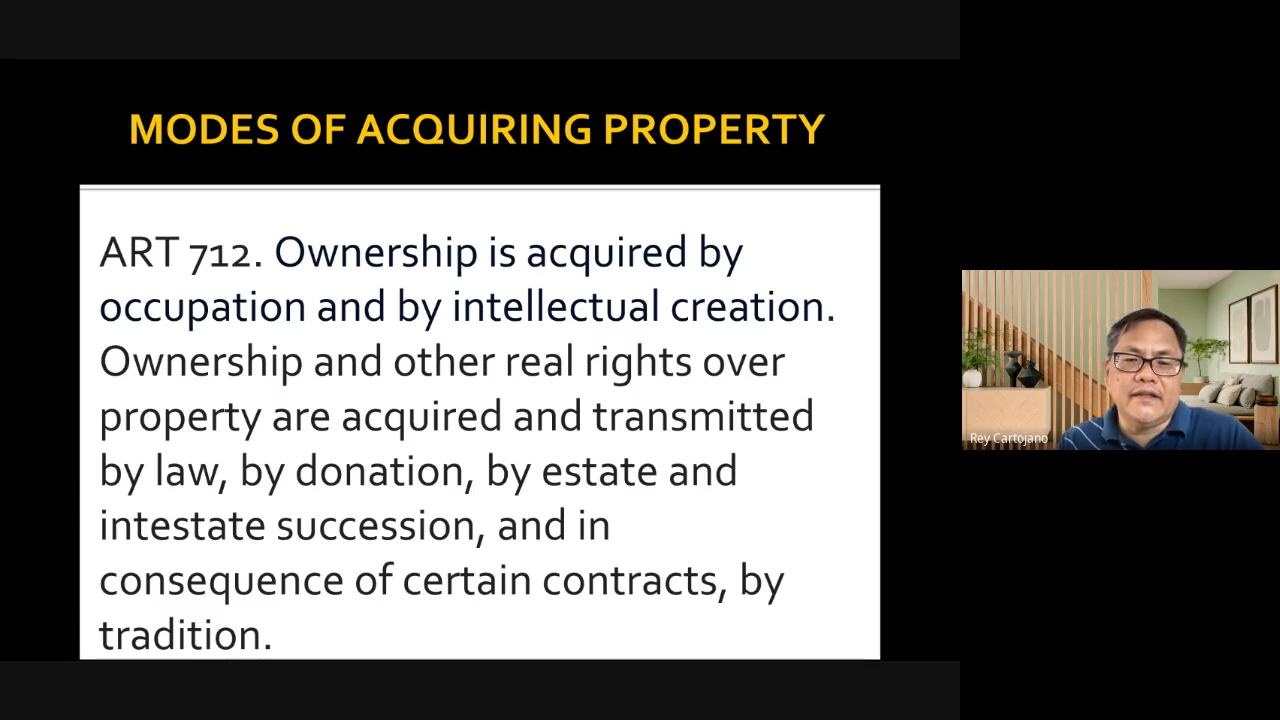 MODES OF ACQUIRING PROPERTY
ART 712. Ownership is acquired by
occupation and by intellectual creation.
Ownership and other real rights over
property are acquired and transmitted
by law, by donation, by estate and
intestate succession, and in
consequence of certain contracts, by
tradition.
Rey Cartojano